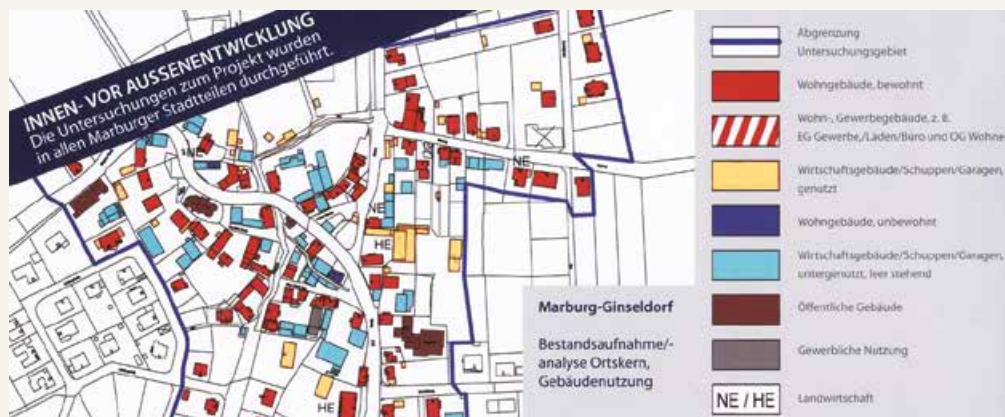 INNEN- VOR AUSSENENTWICKLUNG
Die Untersuchungen zum Projekt wurden
in allen Marburger Stadtteilen durchgeführt.
NE
NE
NE
HE
HE
Marburg-Ginseldorf
Bestandsaufnahme/-
analyse Ortskern,
Gebäudenutzung
Abgrenzung
Untersuchungsgebiet
Wohngebäude, bewohnt
Wohn-, Gewerbegebäude, z. B.
EG Gewerbe,/Laden/Büro und OG Wohne
Wirtschaftsgebäude/Schuppen/Garagen,
genutzt
Wohngebäude, unbewohnt
Wirtschaftsgebäude/Schuppen/Garagen,
untergenutzt, leer stehend
Öffentliche Gebäude
Gewerbliche Nutzung
NE / HE
Landwirtschaft